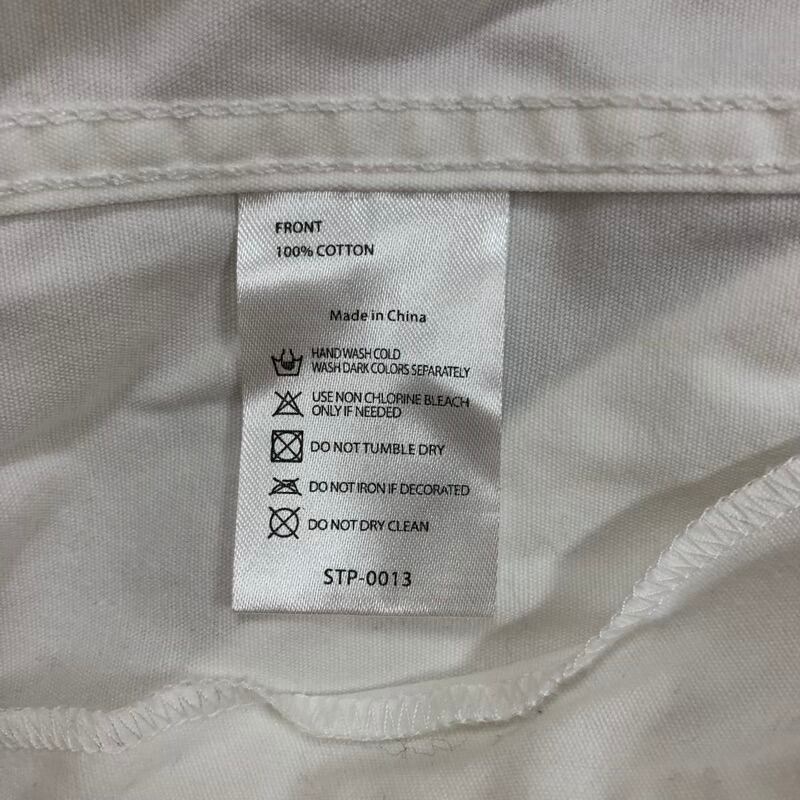 FRONT
100% COTTON
Made in China
HAND WASH COLD
WASH DARK COLORS SEPARATELY
USE NON CHLORINE BLEACH
ONLY IF NEEDED
DO NOT TUMBLE DRY
DO NOT IRON IF DECORATED
DO NOT DRY CLEAN
STP-0013